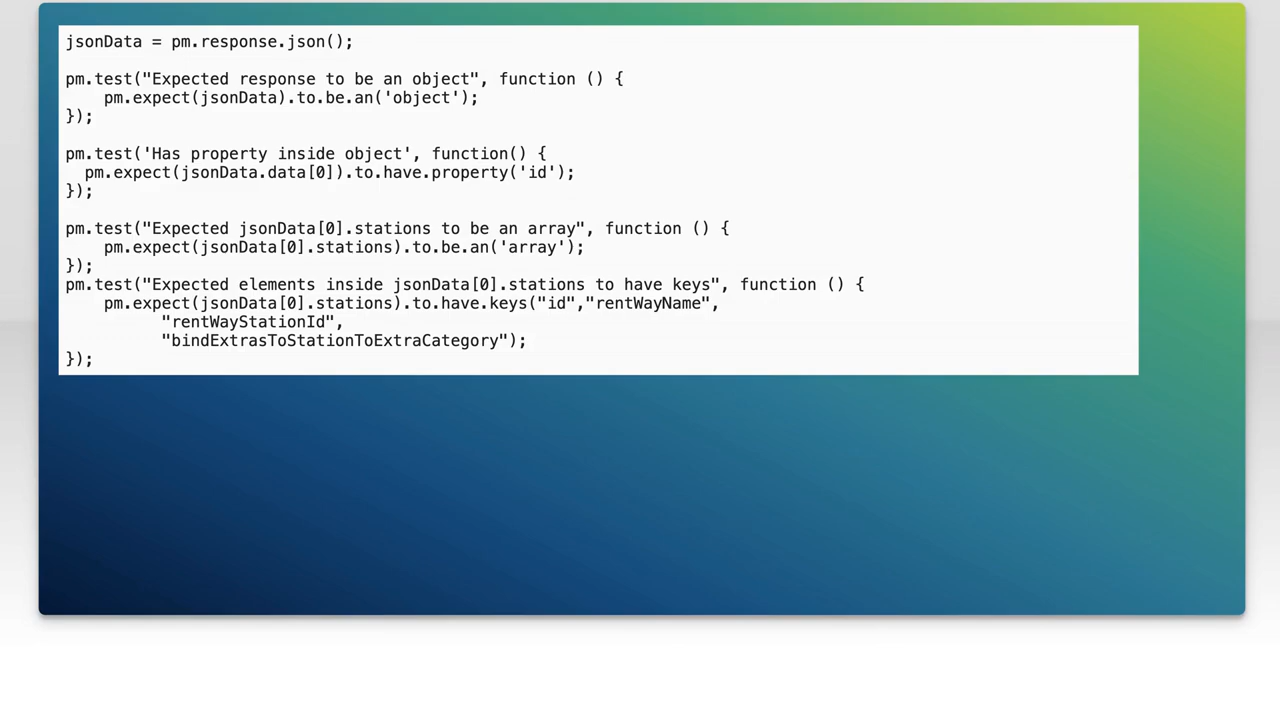 jsonData = pm.response.json();
pm.test("Expected response to be an object", function () {
    pm.expect(jsonData).to.be.an('object');
});
pm.test('Has property inside object', function() {
  pm.expect(jsonData.data[0]).to.have.property('id');
});
pm.test("Expected jsonData[0].stations to be an array", function () {
    pm.expect(jsonData[0].stations).to.be.an('array');
});
pm.test("Expected elements inside jsonData[0].stations to have keys", function () {
    pm.expect(jsonData[0].stations).to.have.keys("id","rentWayName",
          "rentWayStationId",
          "bindExtrasToStationToExtraCategory");
});